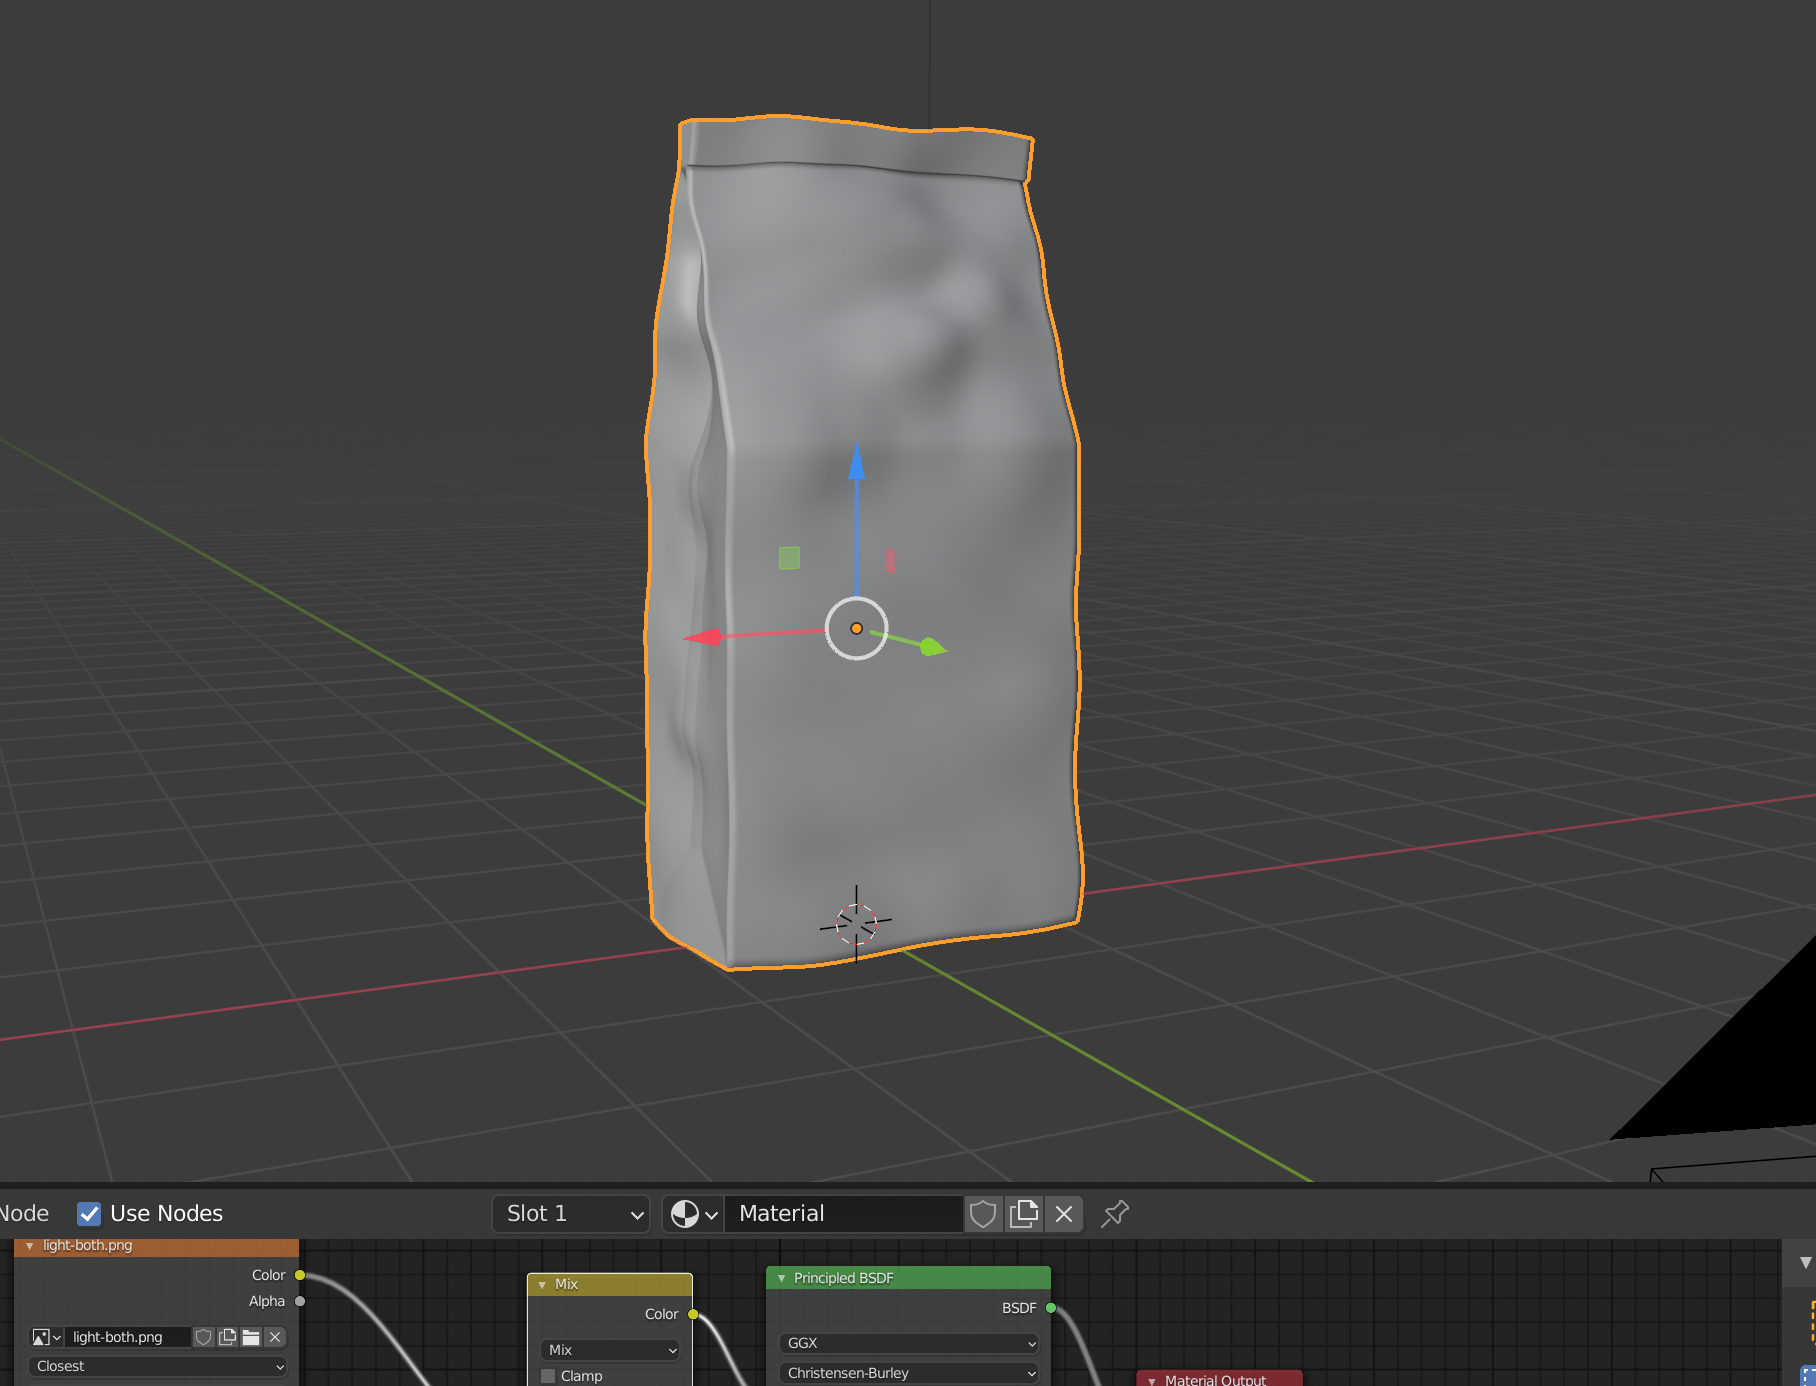 Node
Use Nodes
Slot 1
Material
light-both.png
Color
Alpha
light-both.png
Closest
Mix
Color
Mix
Clamp
Principled BSDF
BSDF
GGX
Christensen-Burley
Material Output